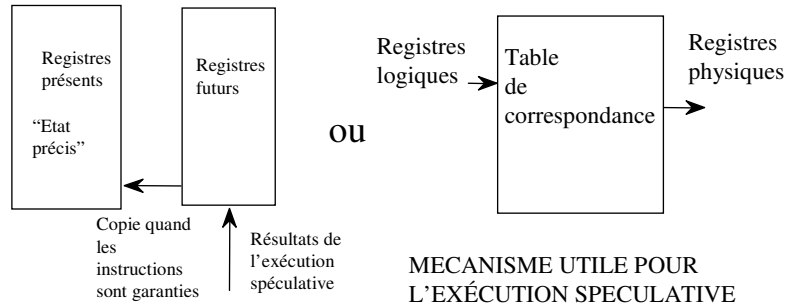 Registres
présents
“Etat
précis”
Registres
futurs
Copie quand
les
instructions
sont garanties
Résultats de
l’exécution
spéculative
ou
Registres
logiques
Table
de
correspondance
Registres
physiques
MECANISME UTILE POUR
L’EXÉCUTION SPECULATIVE